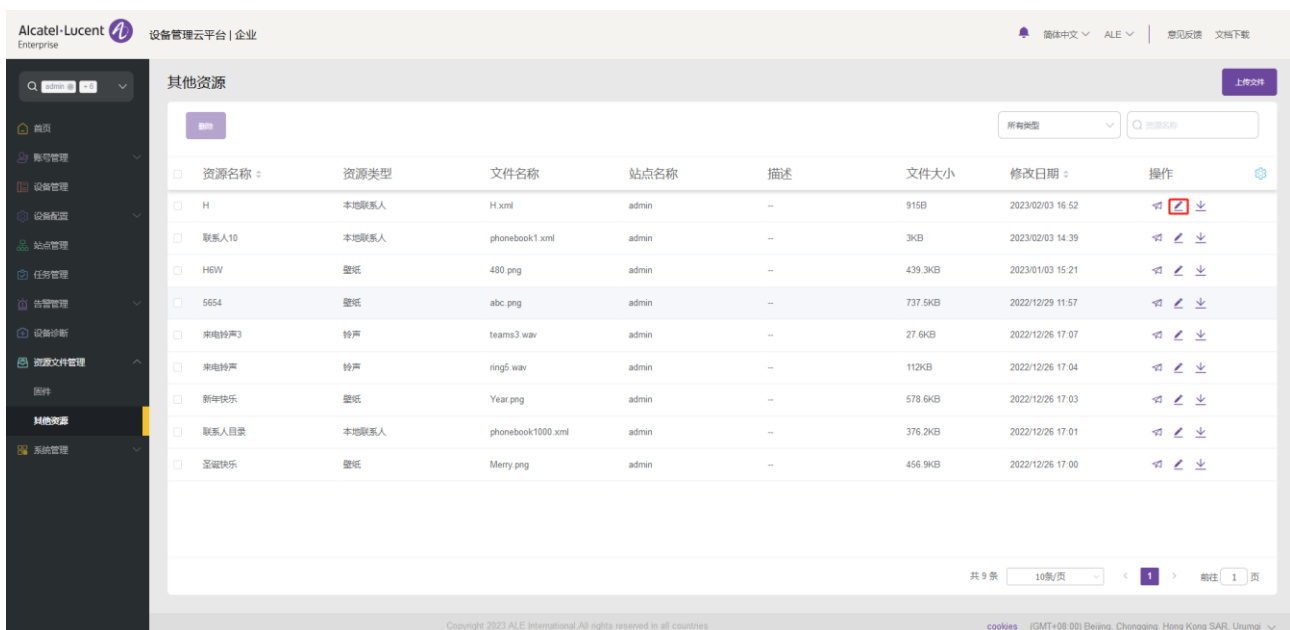 Alcatel·Lucent
Enterprise
设备管理云平台 | 企业
简体中文 ALE 意见反馈 文档下载
admin +6
首页
账号管理
设备管理
设备配置
站点管理
任务管理
告警管理
设备诊断
资源文件管理
固件
其他资源
系统管理
其他资源 上传文件
删除 所有类型 资源名称
资源名称 资源类型 文件名称 站点名称 描述 文件大小 修改日期 操作
H 本地联系人 H.xml admin -- 915B 2023/02/03 16:52
联系人10 本地联系人 phonebook1.xml admin -- 3KB 2023/02/03 14:39
H6W 壁纸 480.png admin -- 439.3KB 2023/01/03 15:21
5654 壁纸 abc.png admin -- 737.5KB 2022/12/29 11:57
来电铃声3 铃声 teams3.wav admin -- 27.6KB 2022/12/26 17:07
来电铃声 铃声 ring5.wav admin -- 112KB 2022/12/26 17:04
新年快乐 壁纸 Year.png admin -- 578.6KB 2022/12/26 17:03
联系人目录 本地联系人 phonebook1000.xml admin -- 376.2KB 2022/12/26 17:01
圣诞快乐 壁纸 Merry.png admin -- 456.9KB 2022/12/26 17:00
共 9 条 10条/页 1 前往 1 页
Copyright 2023 ALE International.All rights reserved in all countries
cookies (GMT+08:00) Beijing, Chongqing, Hong Kong SAR, Urumqi